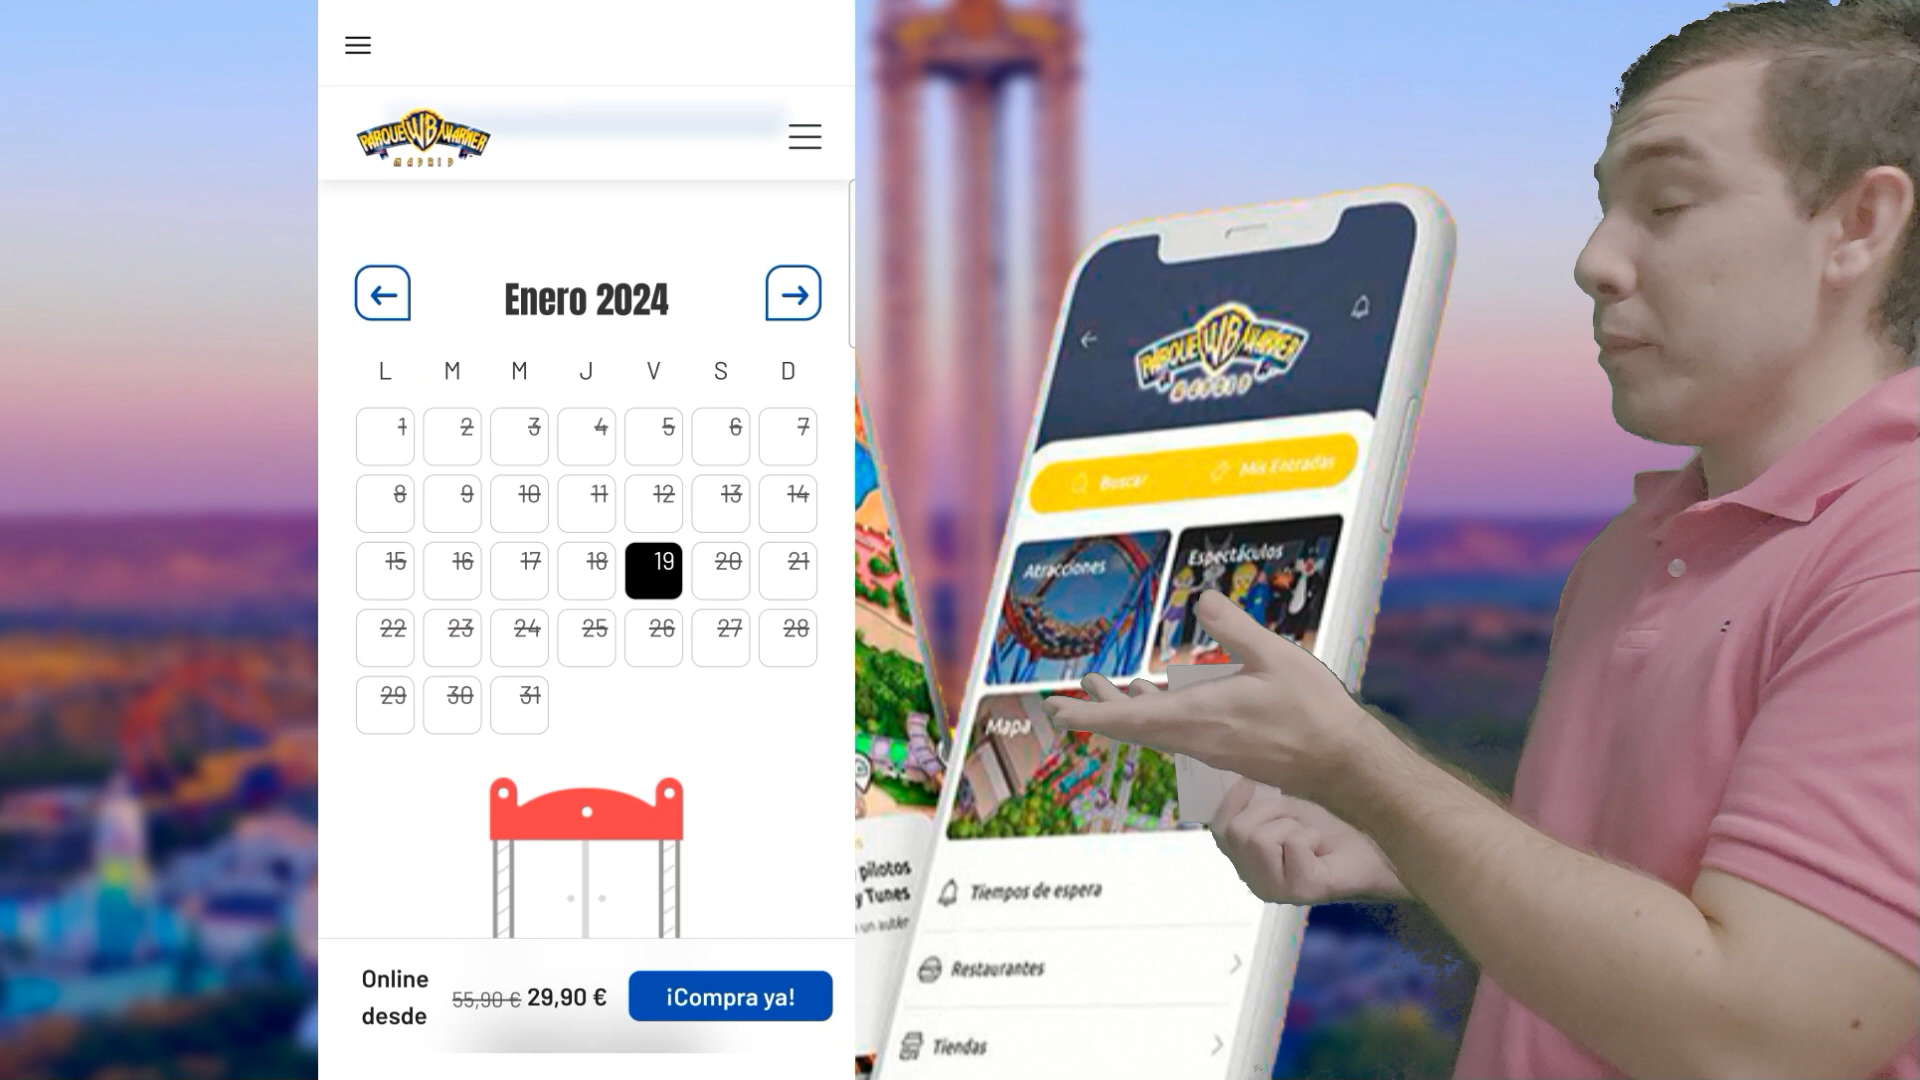 PARQUE WB WARNER
MADRID
Enero 2024
L M M J V S D
1 2 3 4 5 6 7
8 9 10 11 12 13 14
15 16 17 18 19 20 21
22 23 24 25 26 27 28
29 30 31
Online
desde
55,90 € 29,90 €
¡Compra ya!
PARQUE WB WARNER
MADRID
Buscar
Mis Entradas
Atracciones
Espectáculos
Mapa
Tiempos de espera
Restaurantes
Tiendas
pilotos
y Tunes